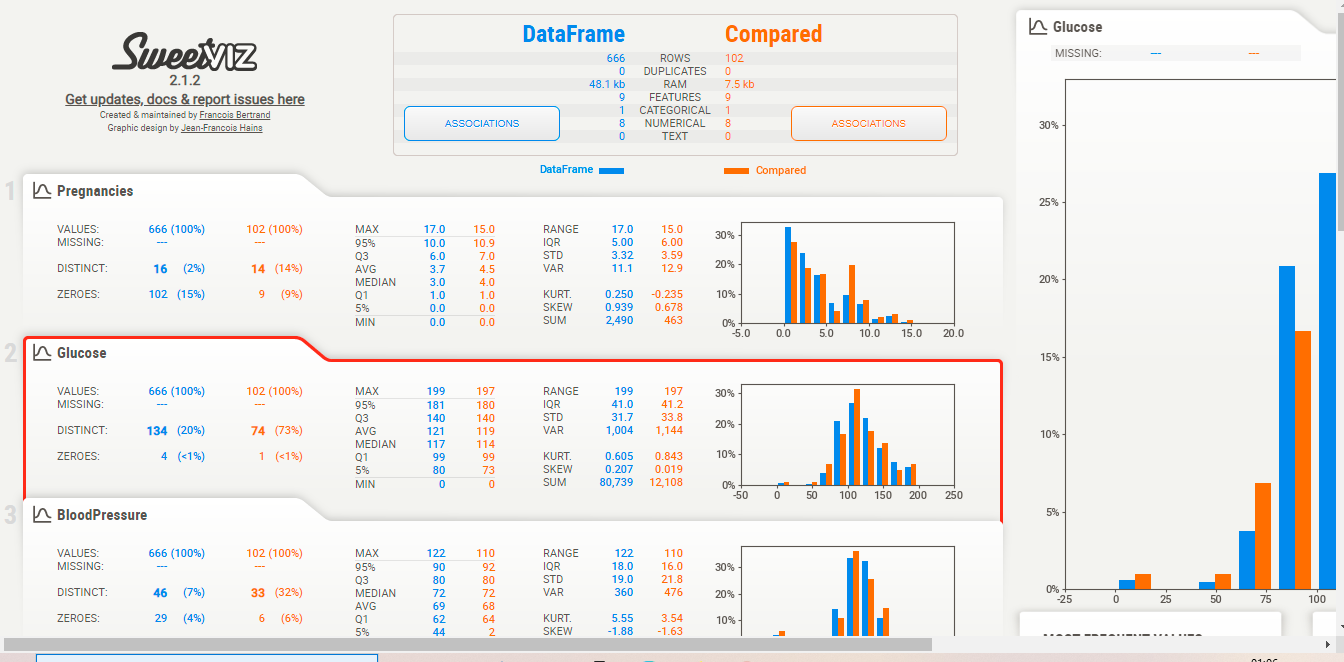 SweetVIZ
2.1.2
Get updates, docs & report issues here
Created & maintained by Francois Bertrand
Graphic design by Jean-Francois Hains
DataFrame Compared
666 ROWS 102
0 DUPLICATES 0
48.1 kb RAM 7.5 kb
9 FEATURES 9
1 CATEGORICAL 1
8 NUMERICAL 8
0 TEXT 0
ASSOCIATIONS ASSOCIATIONS
DataFrame Compared
1 Pregnancies
VALUES: 666 (100%) 102 (100%)
MISSING: --- ---
DISTINCT: 16 (2%) 14 (14%)
ZEROES: 102 (15%) 9 (9%)
MAX 17.0 15.0
95% 10.0 10.9
Q3 6.0 7.0
AVG 3.7 4.5
MEDIAN 3.0 4.0
Q1 1.0 1.0
5% 0.0 0.0
MIN 0.0 0.0
RANGE 17.0 15.0
IQR 5.00 6.00
STD 3.32 3.59
VAR 11.1 12.9
KURT. 0.250 -0.235
SKEW 0.939 0.678
SUM 2,490 463
30%
20%
10%
0%
-5.0 0.0 5.0 10.0 15.0 20.0
2 Glucose
VALUES: 666 (100%) 102 (100%)
MISSING: --- ---
DISTINCT: 134 (20%) 74 (73%)
ZEROES: 4 (<1%) 1 (<1%)
MAX 199 197
95% 181 180
Q3 140 140
AVG 121 119
MEDIAN 117 114
Q1 99 99
5% 80 73
MIN 0 0
RANGE 199 197
IQR 41.0 41.2
STD 31.7 33.8
VAR 1,004 1,144
KURT. 0.605 0.843
SKEW 0.207 0.019
SUM 80,739 12,108
30%
20%
10%
0%
-50 0 50 100 150 200 250
3 BloodPressure
VALUES: 666 (100%) 102 (100%)
MISSING: --- ---
DISTINCT: 46 (7%) 33 (32%)
ZEROES: 29 (4%) 6 (6%)
MAX 122 110
95% 90 92
Q3 80 80
MEDIAN 72 72
AVG 69 68
Q1 62 64
5% 44 2
RANGE 122 110
IQR 18.0 16.0
STD 19.0 21.8
VAR 360 476
KURT. 5.55 3.54
SKEW -1.88 -1.63
30%
20%
10%
Glucose
MISSING: --- ---
30%
25%
20%
15%
10%
5%
0%
-25 0 25 50 75 100
MOST FREQUENT VALUES